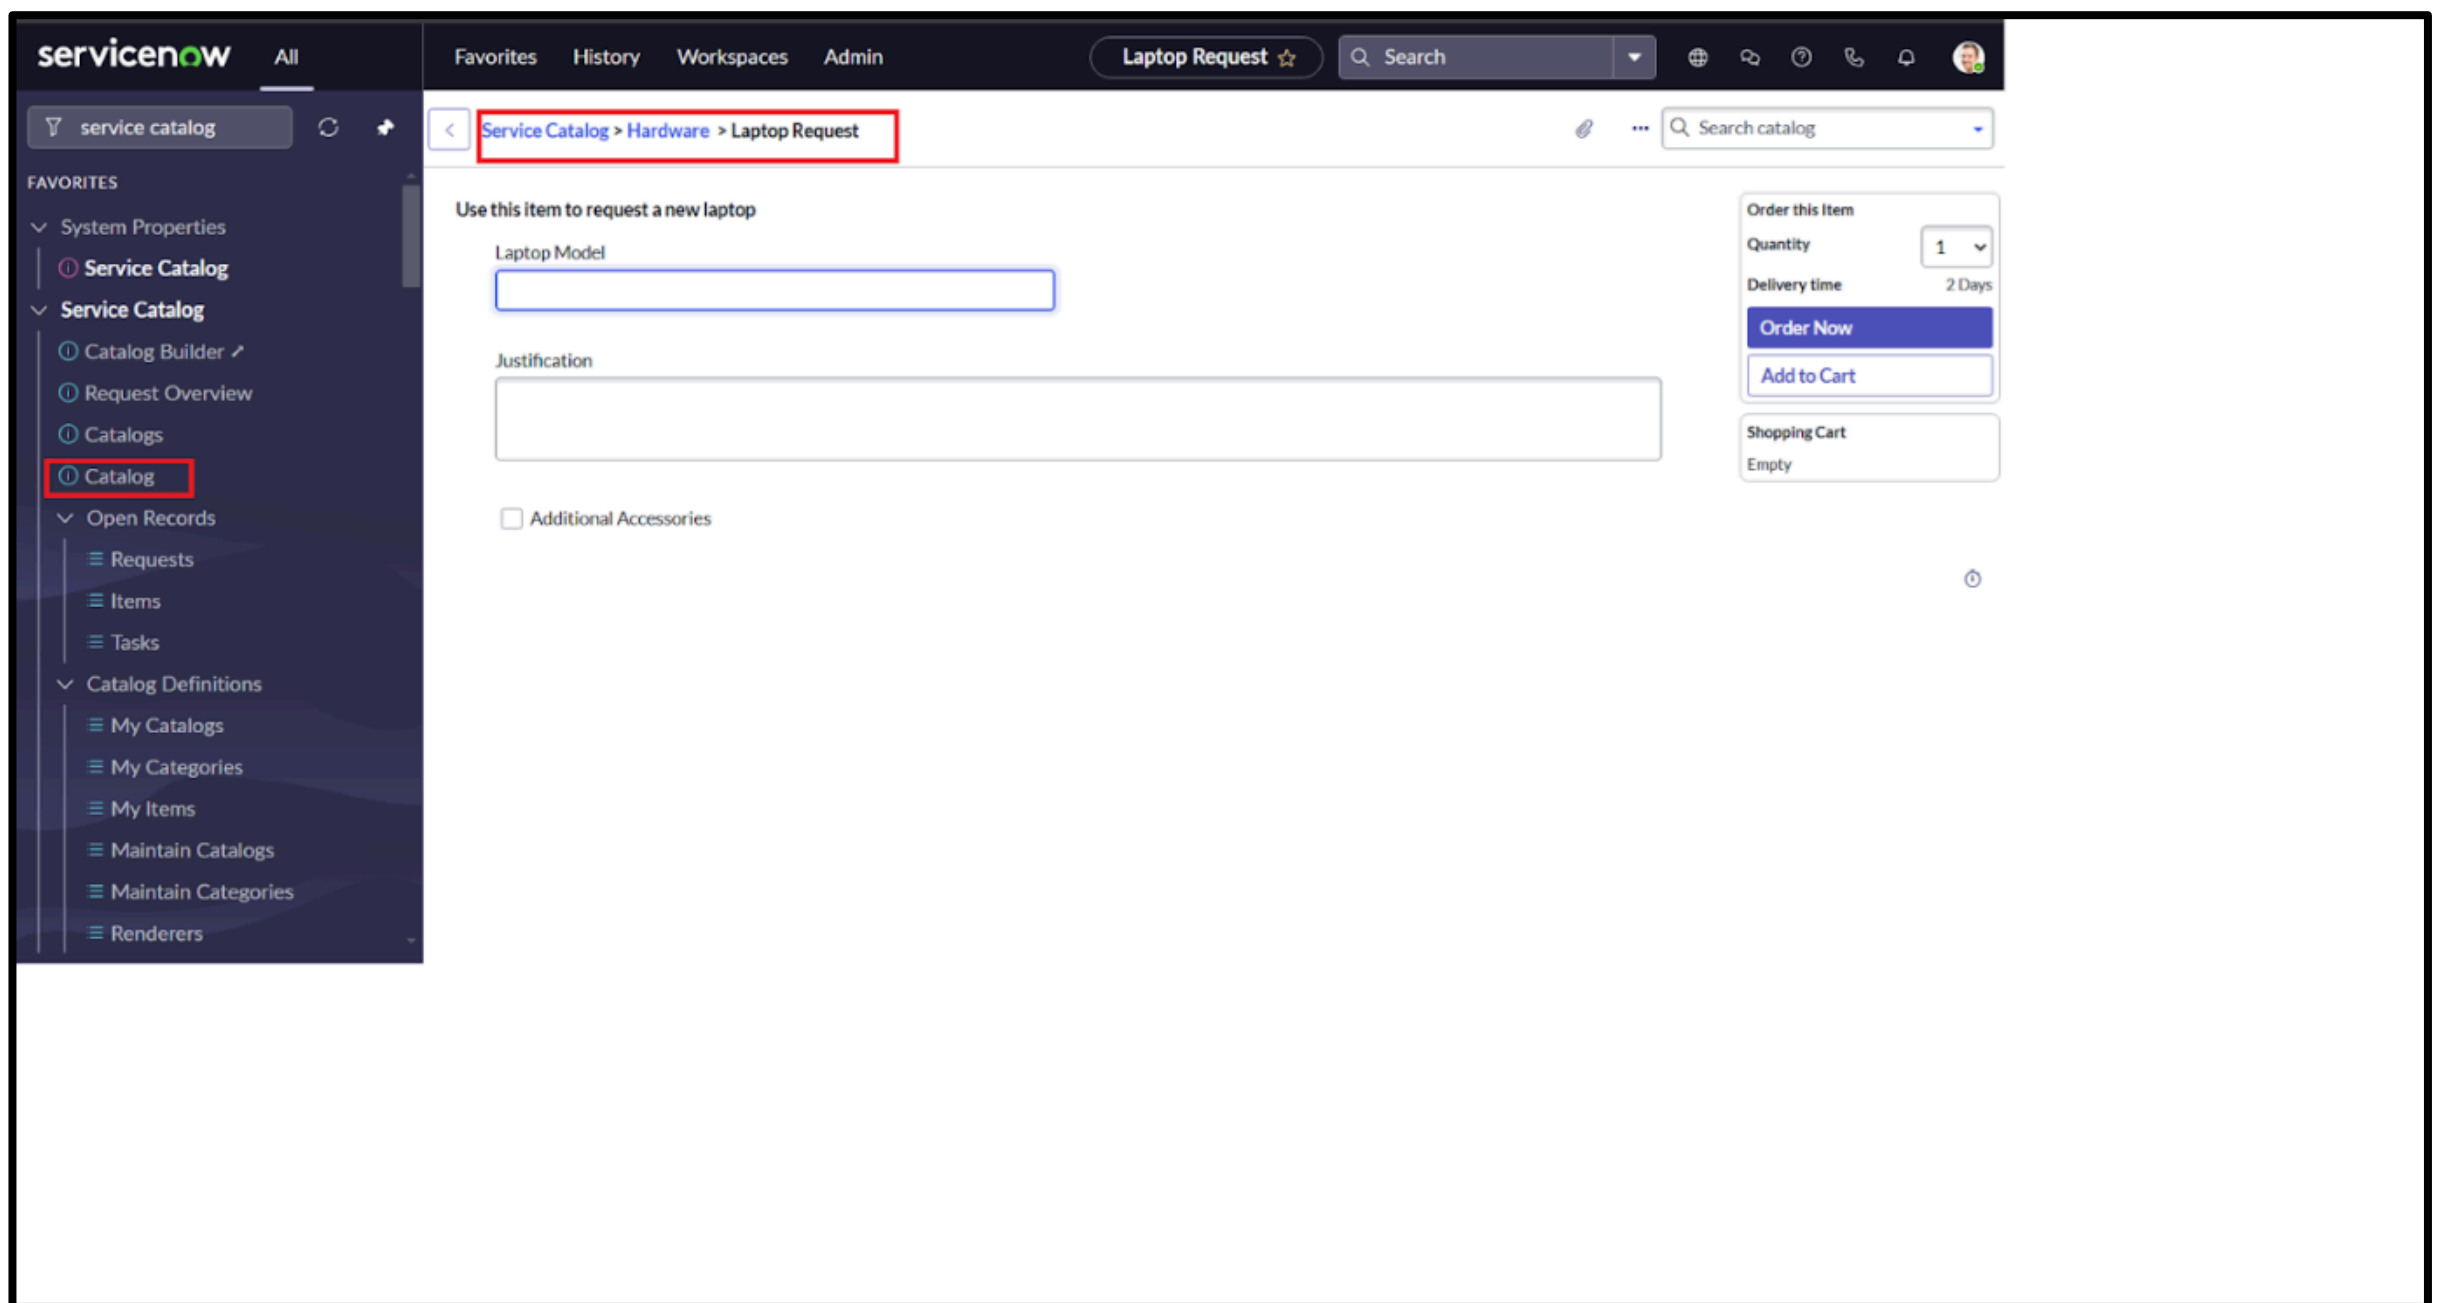 servicenow All Favorites History Workspaces Admin Laptop Request Search
service catalog
FAVORITES
System Properties
Service Catalog
Service Catalog
Catalog Builder
Request Overview
Catalogs
Catalog
Open Records
Requests
Items
Tasks
Catalog Definitions
My Catalogs
My Categories
My Items
Maintain Catalogs
Maintain Categories
Renderers
Service Catalog > Hardware > Laptop Request
Search catalog
Use this item to request a new laptop
Laptop Model
Justification
Additional Accessories
Order this Item
Quantity 1
Delivery time 2 Days
Order Now
Add to Cart
Shopping Cart
Empty